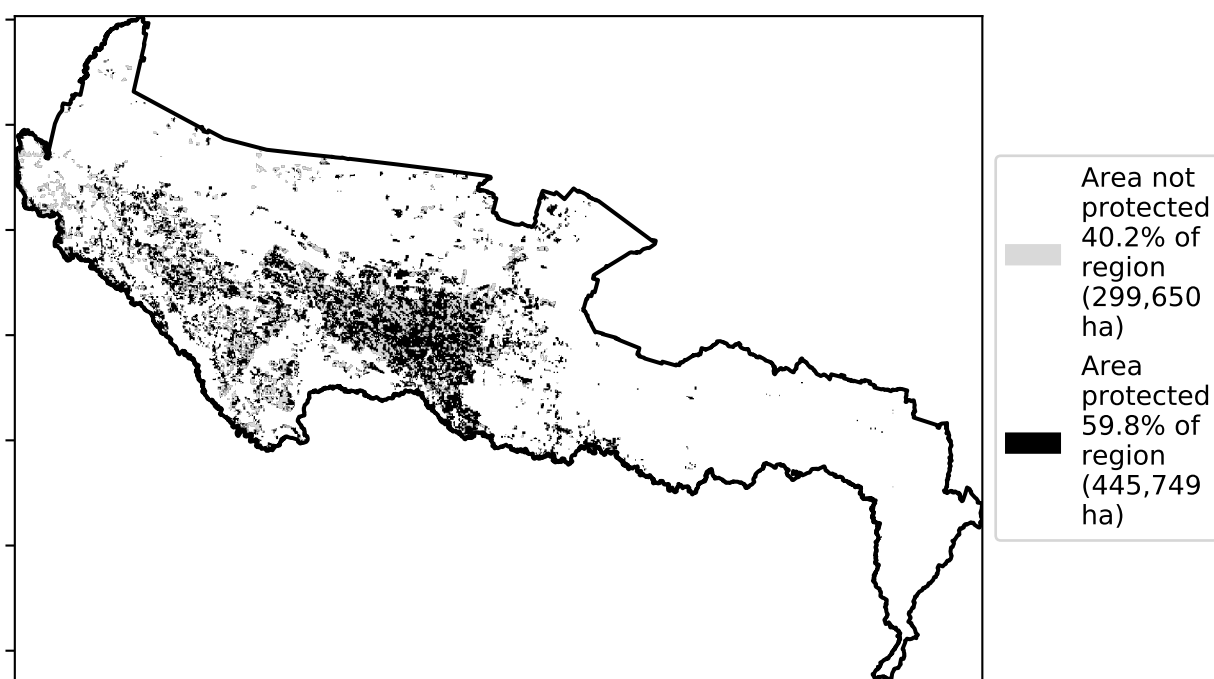 Area not
protected
40.2% of
region
(299,650
ha)
Area
protected
59.8% of
region
(445,749
ha)